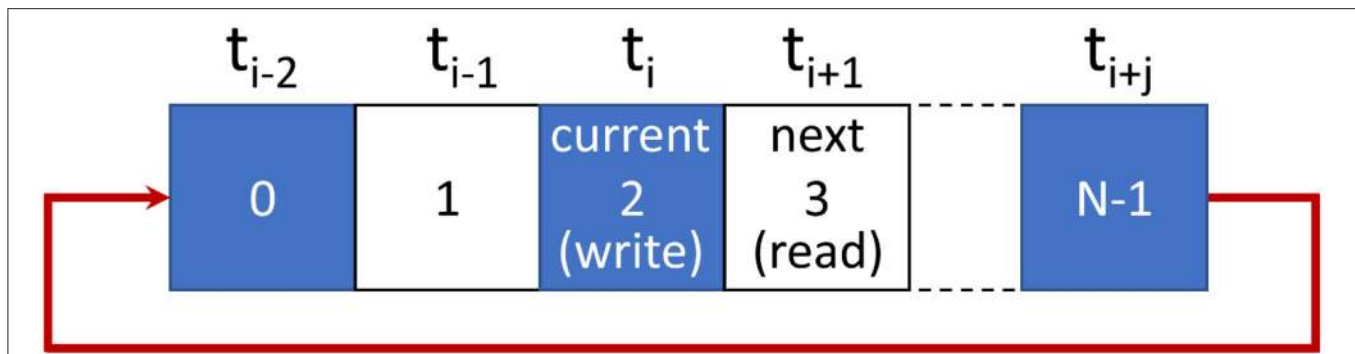 t_{i-2} t_{i-1} t_i t_{i+1} t_{i+j}
current next
0 1 2 3 N-1
(write) (read)